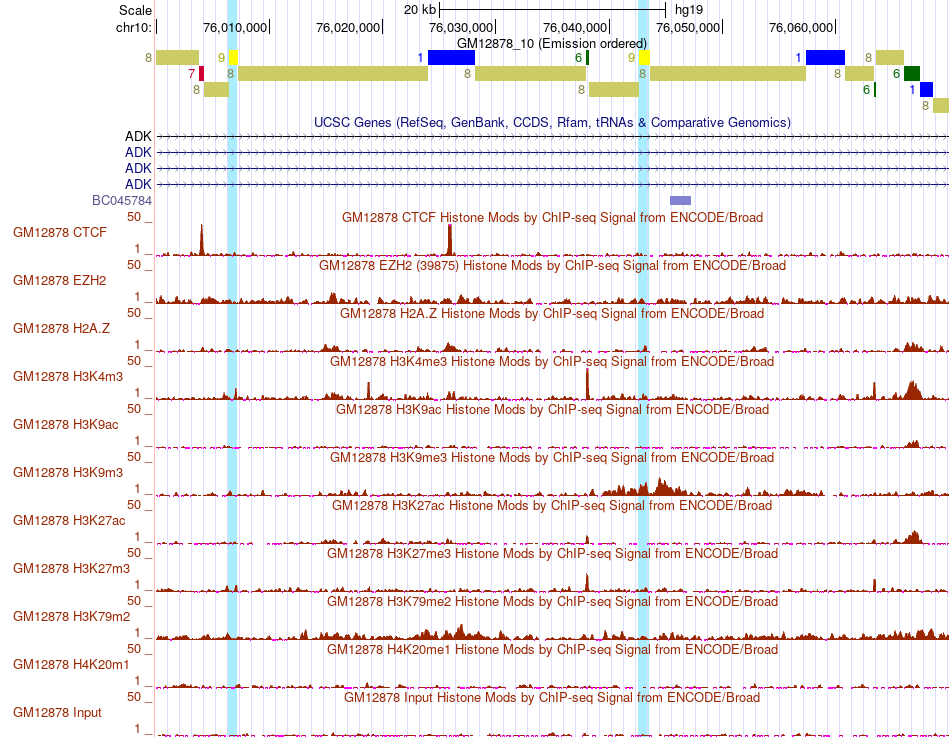 Scale 20 kb hg19
chr10: 76,010,000 76,020,000 76,030,000 76,040,000 76,050,000 76,060,000
GM12878_10 (Emission ordered)
8 9 1 6 9 1 8
7 8 8 8 8 6
8 8 6 1
8
UCSC Genes (RefSeq, GenBank, CCDS, Rfam, tRNAs & Comparative Genomics)
ADK
ADK
ADK
ADK
BC045784
50 _ GM12878 CTCF Histone Mods by ChIP-seq Signal from ENCODE/Broad
GM12878 CTCF
1 _
50 _ GM12878 EZH2 (39875) Histone Mods by ChIP-seq Signal from ENCODE/Broad
GM12878 EZH2
1 _
50 _ GM12878 H2A.Z Histone Mods by ChIP-seq Signal from ENCODE/Broad
GM12878 H2A.Z
1 _
50 _ GM12878 H3K4me3 Histone Mods by ChIP-seq Signal from ENCODE/Broad
GM12878 H3K4m3
1 _
50 _ GM12878 H3K9ac Histone Mods by ChIP-seq Signal from ENCODE/Broad
GM12878 H3K9ac
1 _
50 _ GM12878 H3K9me3 Histone Mods by ChIP-seq Signal from ENCODE/Broad
GM12878 H3K9m3
1 _
50 _ GM12878 H3K27ac Histone Mods by ChIP-seq Signal from ENCODE/Broad
GM12878 H3K27ac
1 _
50 _ GM12878 H3K27me3 Histone Mods by ChIP-seq Signal from ENCODE/Broad
GM12878 H3K27m3
1 _
50 _ GM12878 H3K79me2 Histone Mods by ChIP-seq Signal from ENCODE/Broad
GM12878 H3K79m2
1 _
50 _ GM12878 H4K20me1 Histone Mods by ChIP-seq Signal from ENCODE/Broad
GM12878 H4K20m1
1 _
50 _ GM12878 Input Histone Mods by ChIP-seq Signal from ENCODE/Broad
GM12878 Input
1 _